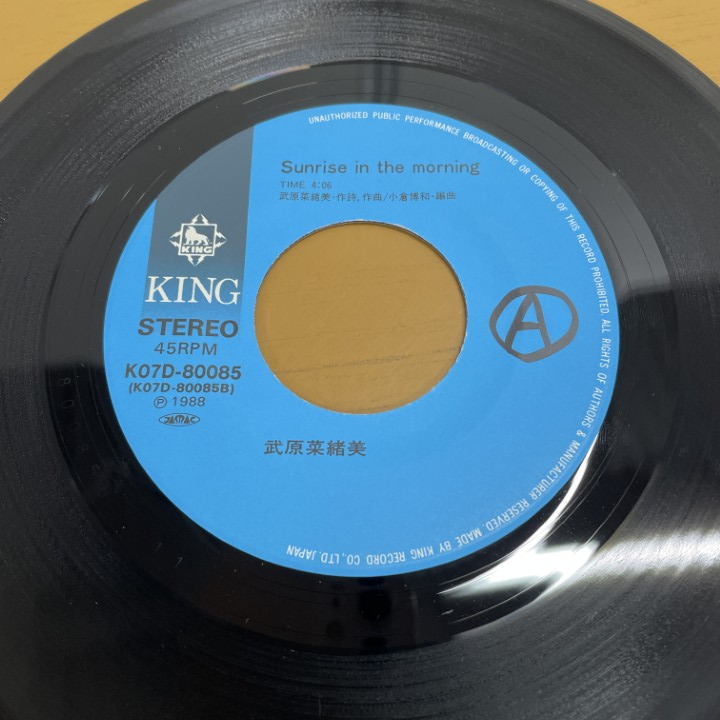 UNAUTHORIZED PUBLIC PERFORMANCE BROADCASTING OR COPYING OF THIS RECORD PROHIBITED. ALL RIGHTS OF AUTHORS & MANUFACTURER RESERVED. MADE BY KING RECORD CO., LTD. JAPAN
Sunrise in the morning
TIME 4:06
武原菜緒美・作詩, 作曲/小倉博和・編曲
KING
KING
STEREO
45RPM
K07D-80085
(K07D-80085B)
Ⓟ 1988
JASRAC
A
武原菜緒美